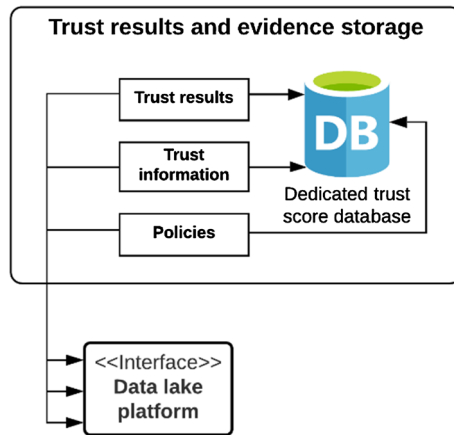 Trust results and evidence storage
Trust results
DB
Trust
information
Dedicated trust
score database
Policies
<<Interface>>
Data lake
platform